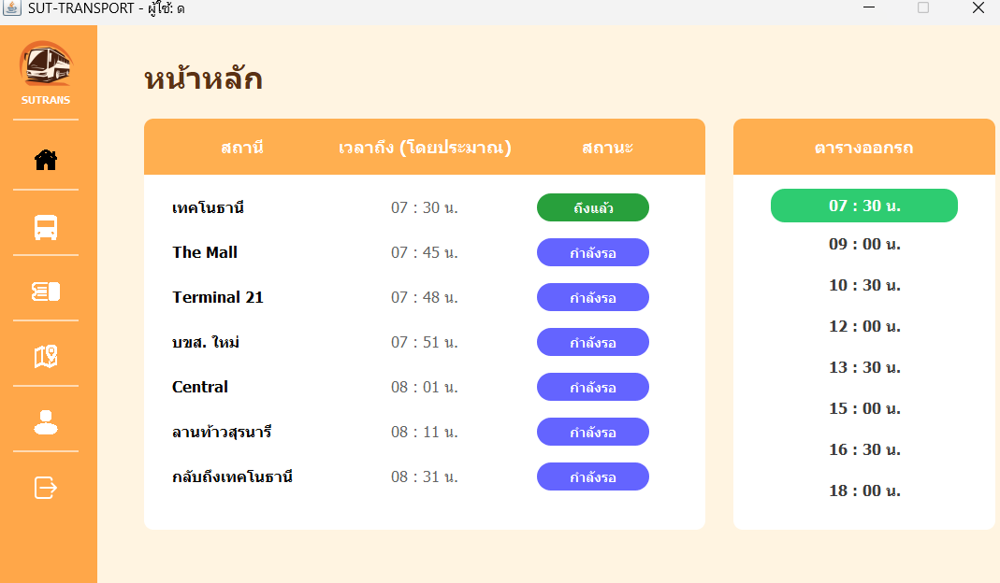 SUT-TRANSPORT - ผู้ใช้: ด
SUTRANS
หน้าหลัก
สถานี เวลาถึง (โดยประมาณ) สถานะ
เทคโนธานี 07 : 30 น. ถึงแล้ว
The Mall 07 : 45 น. กำลังรอ
Terminal 21 07 : 48 น. กำลังรอ
บขส. ใหม่ 07 : 51 น. กำลังรอ
Central 08 : 01 น. กำลังรอ
ลานท้าวสุรนารี 08 : 11 น. กำลังรอ
กลับถึงเทคโนธานี 08 : 31 น. กำลังรอ
ตารางออกรถ
07 : 30 น.
09 : 00 น.
10 : 30 น.
12 : 00 น.
13 : 30 น.
15 : 00 น.
16 : 30 น.
18 : 00 น.